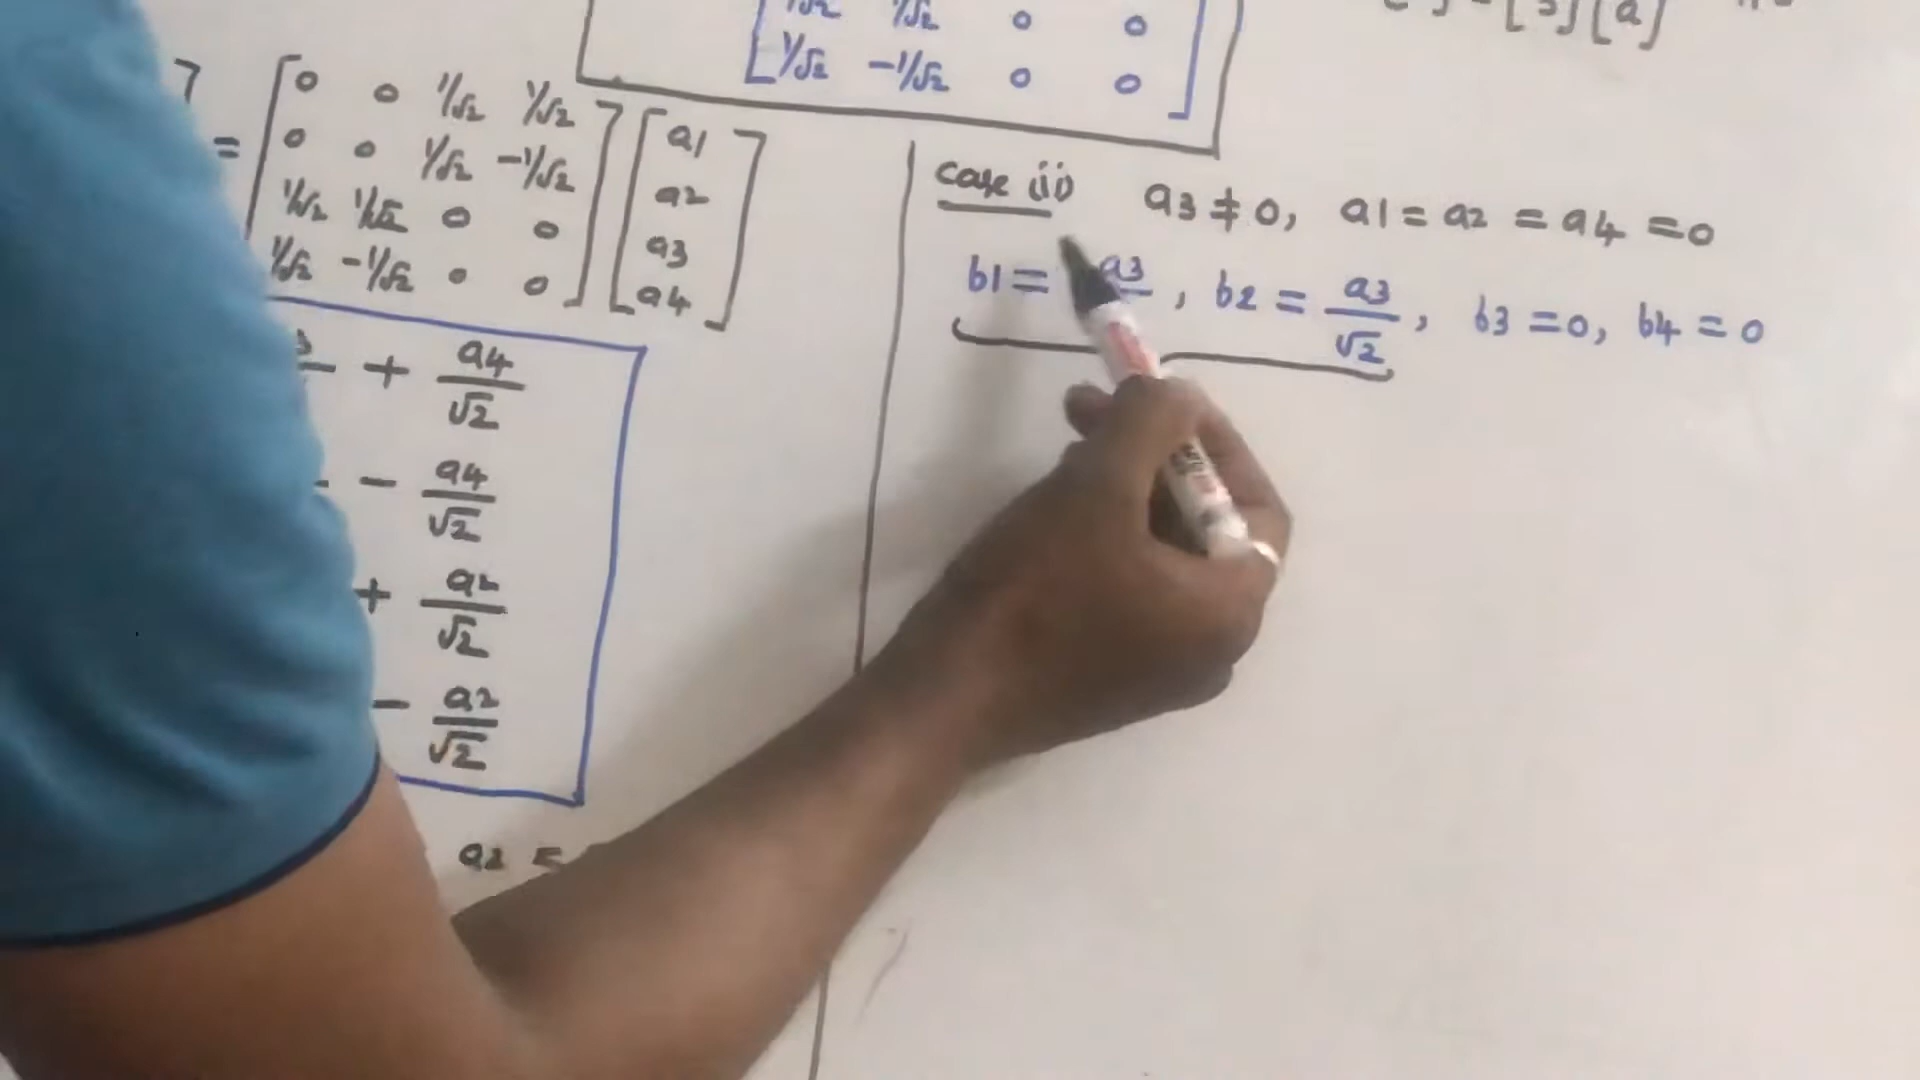 1/√2 1/√2 0 0
1/√2 -1/√2 0 0
= [ 0 0 1/√2 1/√2 ] [ a1 ]
0 0 1/√2 -1/√2 a2
1/√2 1/√2 0 0 a3
1/√2 -1/√2 0 0 a4
+ a4/√2
- a4/√2
+ a2/√2
- a2/√2
Case (ii) a3 ≠ 0, a1 = a2 = a4 = 0
b1 = a3 , b2 = a3/√2 , b3 = 0, b4 = 0